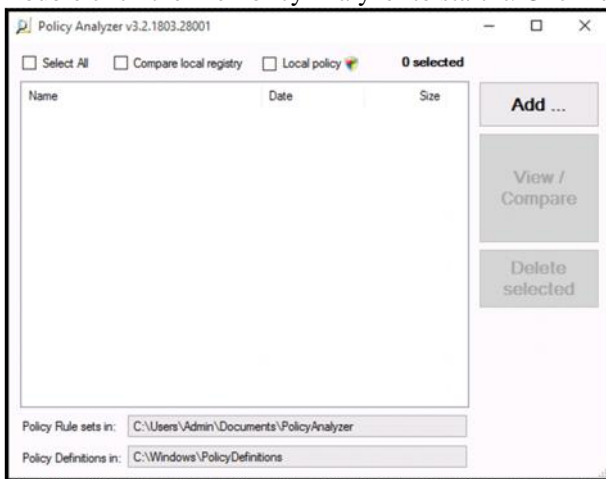 Policy Analyzer v3.2.1803.28001
Select All Compare local registry Local policy 0 selected
Name Date Size
Add ...
View /
Compare
Delete
selected
Policy Rule sets in: C:\Users\Admin\Documents\PolicyAnalyzer
Policy Definitions in: C:\Windows\PolicyDefinitions